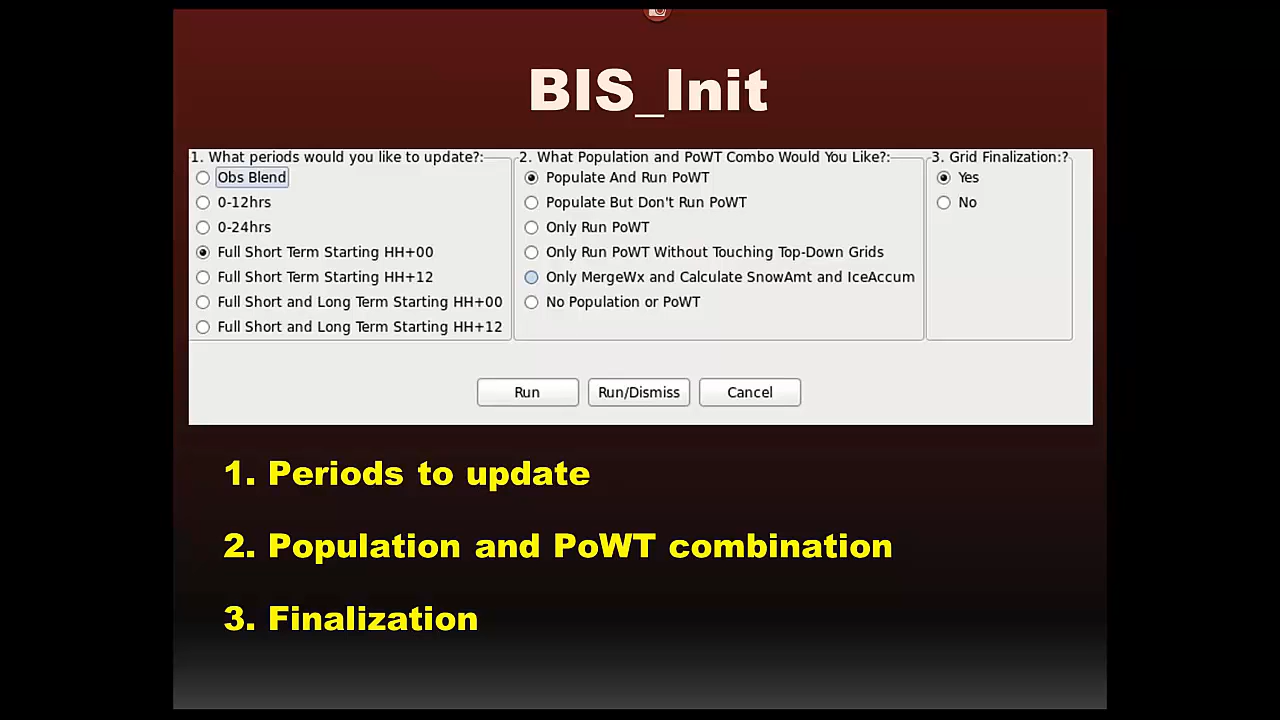 BIS_Init
1. What periods would you like to update?:
Obs Blend
0-12hrs
0-24hrs
Full Short Term Starting HH+00
Full Short Term Starting HH+12
Full Short and Long Term Starting HH+00
Full Short and Long Term Starting HH+12
2. What Population and PoWT Combo Would You Like?:
Populate And Run PoWT
Populate But Don't Run PoWT
Only Run PoWT
Only Run PoWT Without Touching Top-Down Grids
Only MergeWx and Calculate SnowAmt and IceAccum
No Population or PoWT
3. Grid Finalization:?
Yes
No
Run
Run/Dismiss
Cancel
1. Periods to update
2. Population and PoWT combination
3. Finalization